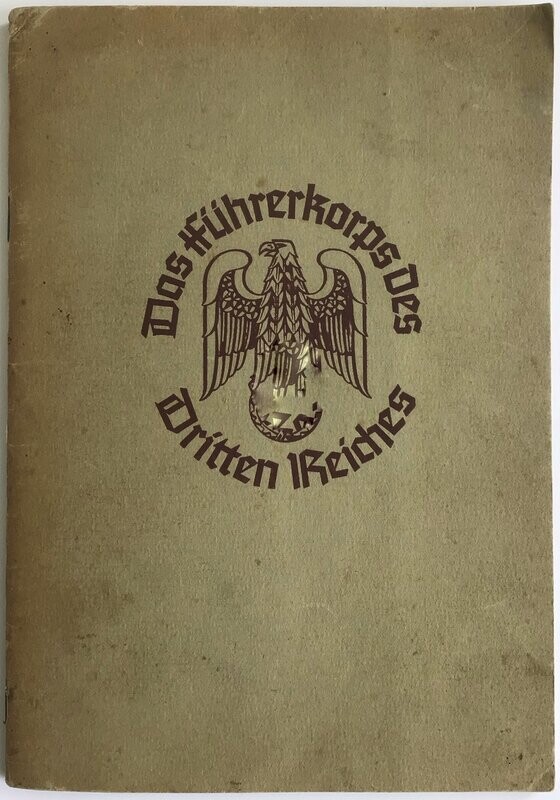 Das Führerkorps des
Dritten Reiches